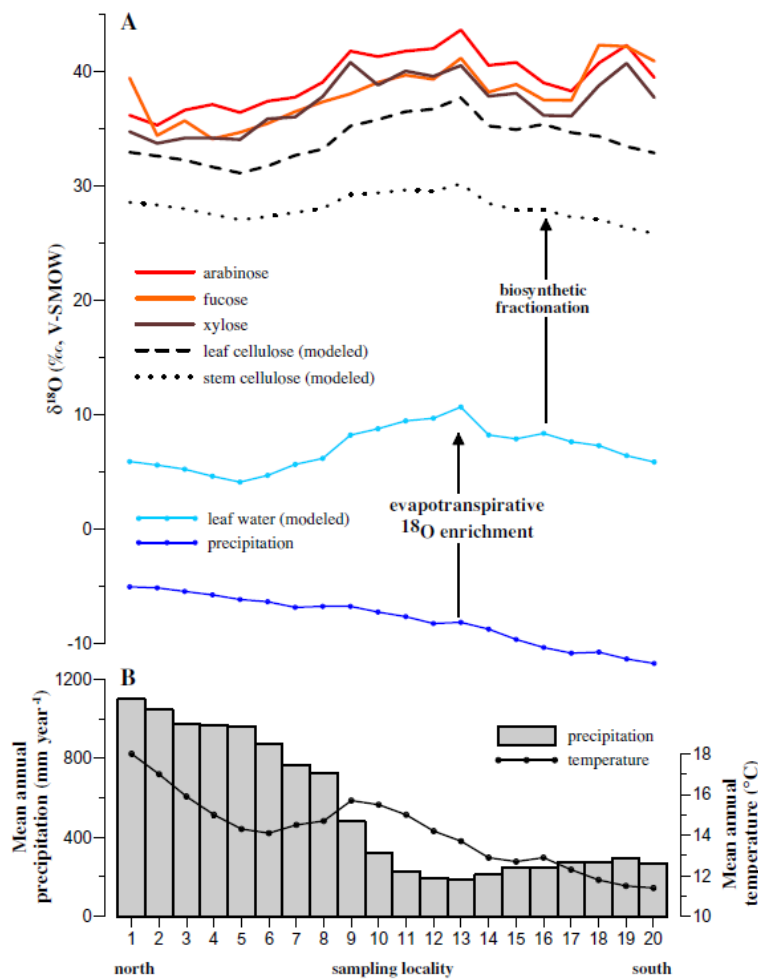 A
40
30
20
10
0
-10
δ¹⁸O (‰, V-SMOW)
arabinose
fucose
xylose
leaf cellulose (modeled)
stem cellulose (modeled)
biosynthetic
fractionation
leaf water (modeled)
precipitation
evapotranspirative
¹⁸O enrichment
B
1200
800
400
0
Mean annual
precipitation (mm year⁻¹)
precipitation
temperature
18
16
14
12
10
Mean annual
temperature (°C)
1 2 3 4 5 6 7 8 9 10 11 12 13 14 15 16 17 18 19 20
north sampling locality south